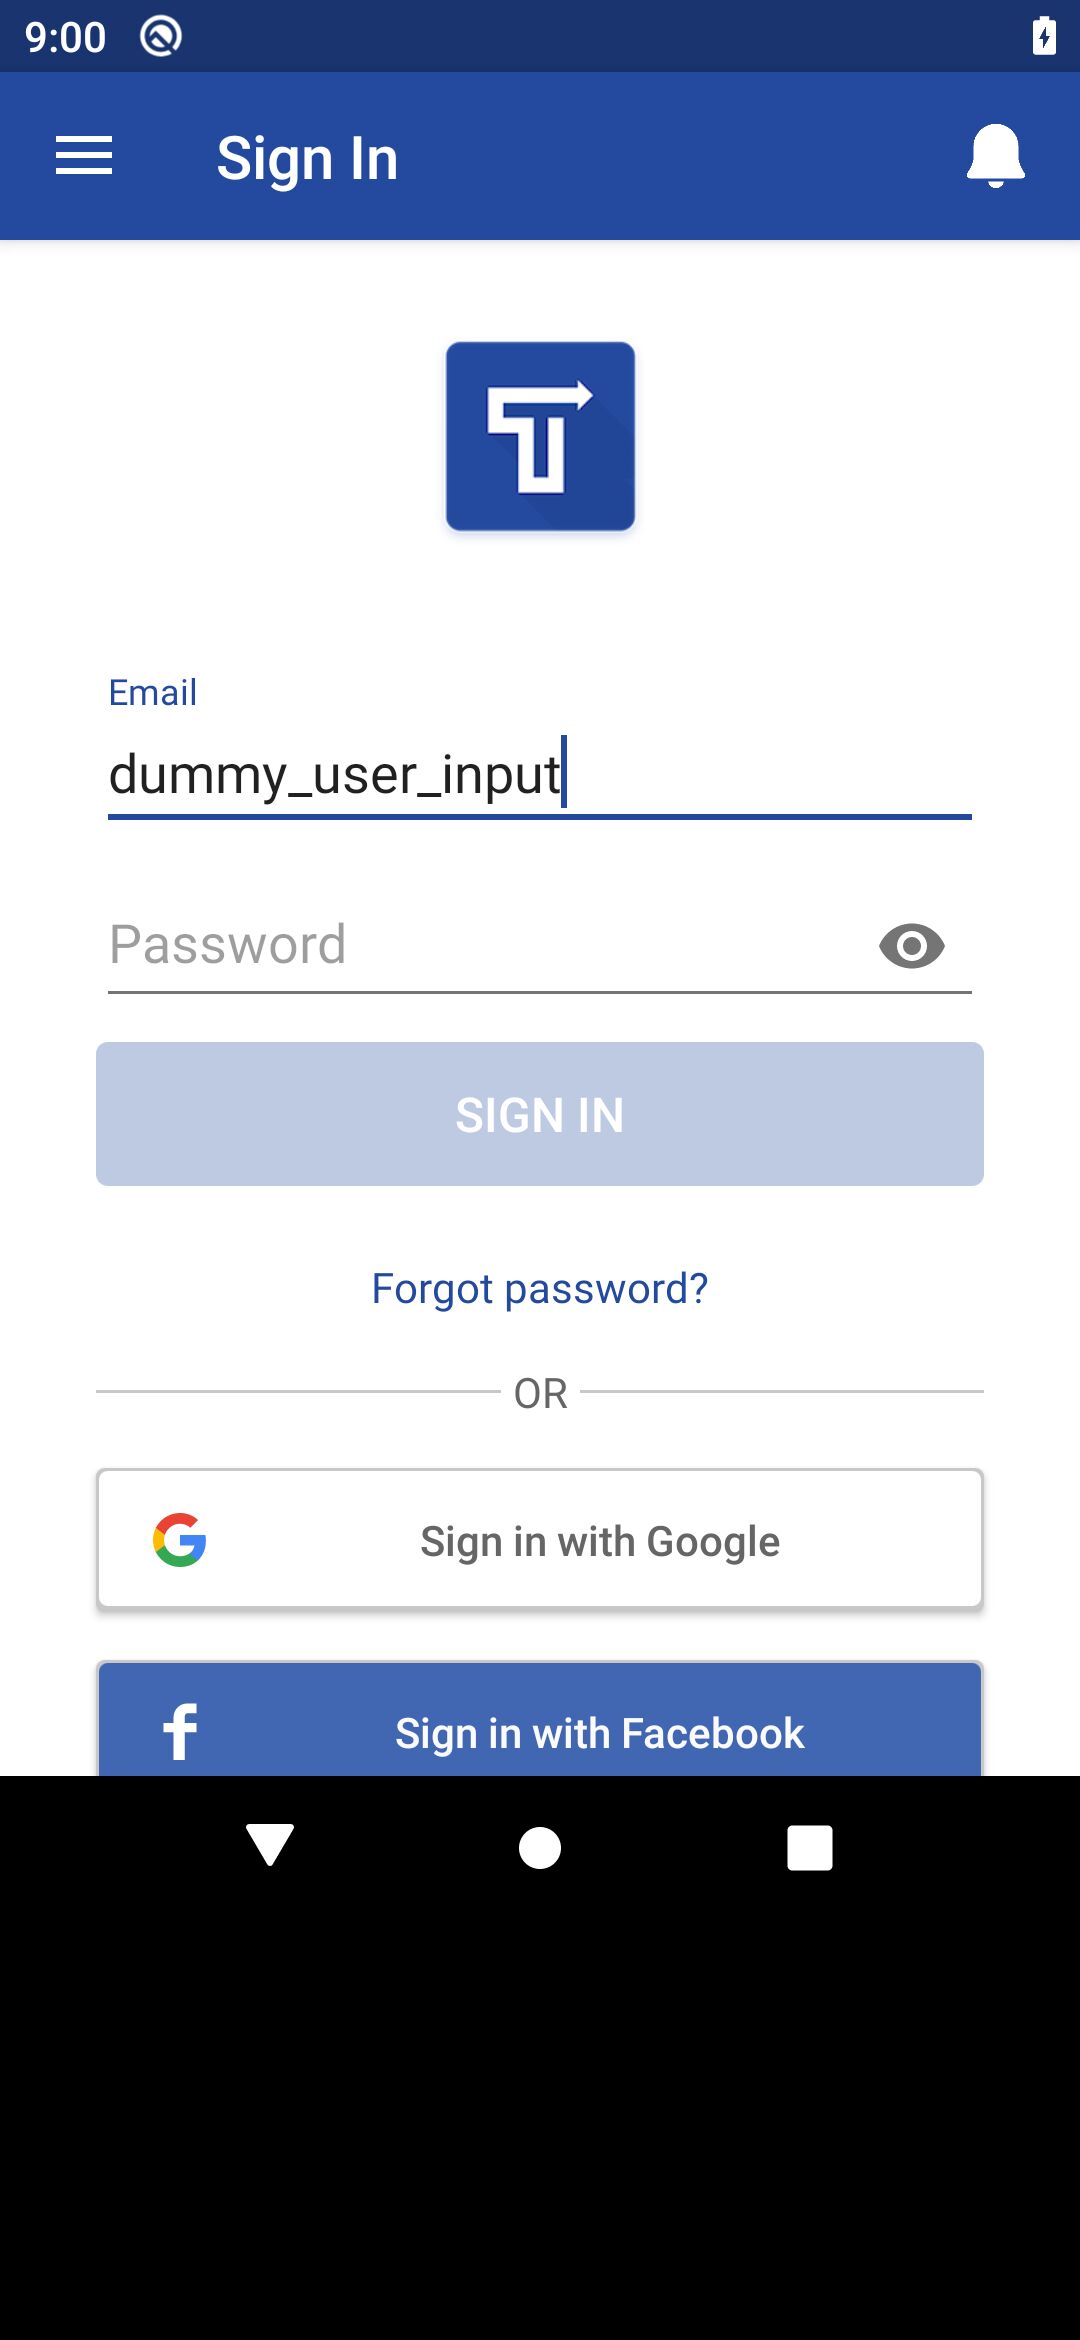 9:00
Sign In
Email
dummy_user_input
Password
SIGN IN
Forgot password?
OR
Sign in with Google
Sign in with Facebook